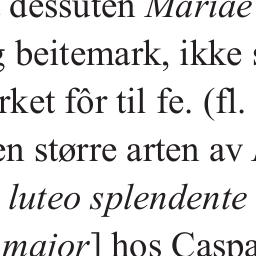 dessuten Mariae
beitemark, ikke
rket fôr til fe. (fl.
en større arten av
luteo splendente
major] hos Caspa